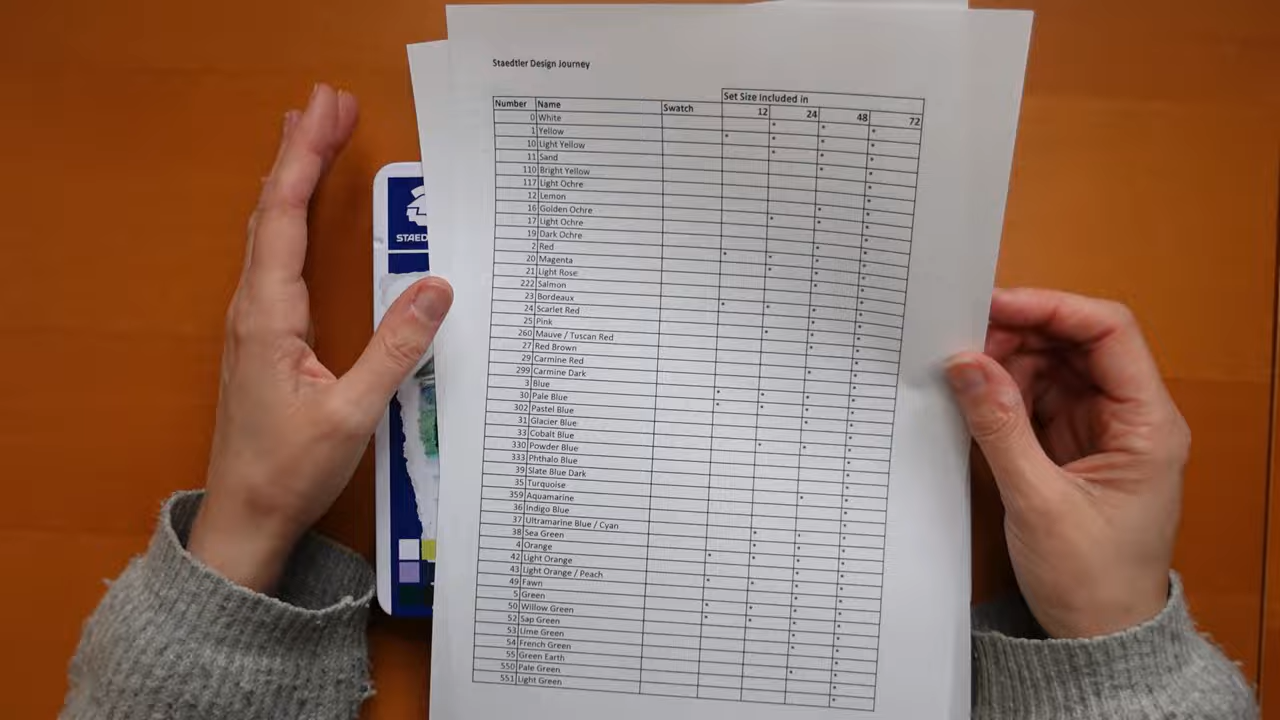 Staedtler Design Journey
Set Size Included in
Number Name Swatch 12 24 48 72
0 White
1 Yellow
10 Light Yellow
11 Sand
110 Bright Yellow
117 Light Ochre
12 Lemon
16 Golden Ochre
17 Light Ochre
19 Dark Ochre
2 Red
20 Magenta
21 Light Rose
222 Salmon
23 Bordeaux
24 Scarlet Red
25 Pink
260 Mauve / Tuscan Red
27 Red Brown
29 Carmine Red
299 Carmine Dark
3 Blue
30 Pale Blue
302 Pastel Blue
31 Glacier Blue
33 Cobalt Blue
330 Powder Blue
333 Phthalo Blue
39 Slate Blue Dark
35 Turquoise
359 Aquamarine
36 Indigo Blue
37 Ultramarine Blue / Cyan
38 Sea Green
4 Orange
42 Light Orange
43 Light Orange / Peach
49 Fawn
5 Green
50 Willow Green
52 Sap Green
53 Lime Green
54 French Green
55 Green Earth
550 Pale Green
551 Light Green
STAED